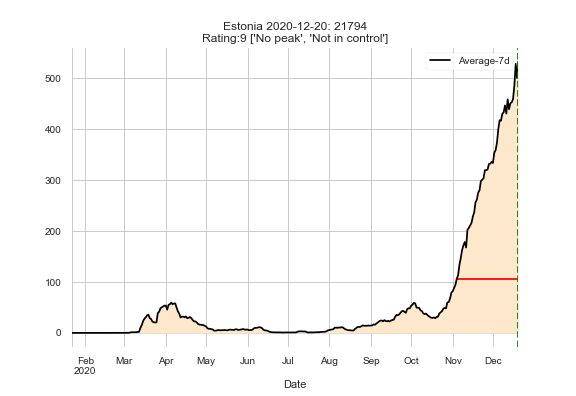 Estonia 2020-12-20: 21794
Rating:9 ['No peak', 'Not in control']
Average-7d
500
400
300
200
100
0
Feb Mar Apr May Jun Jul Aug Sep Oct Nov Dec
2020
Date